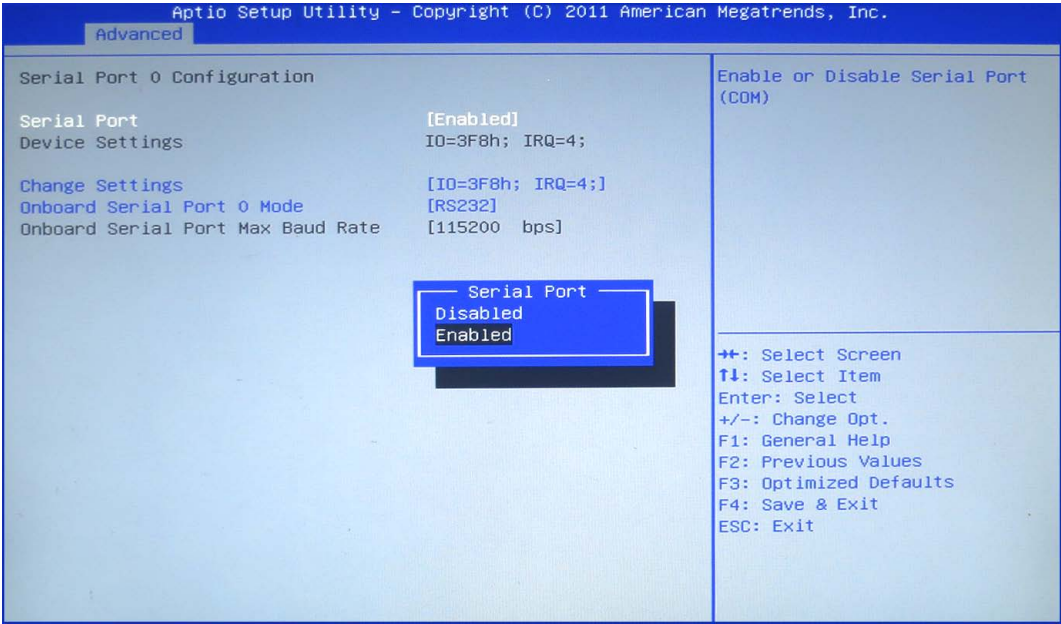 Aptio Setup Utility – Copyright (C) 2011 American Megatrends, Inc.
Advanced
Serial Port 0 Configuration
Serial Port [Enabled]
Device Settings IO=3F8h; IRQ=4;
Change Settings [IO=3F8h; IRQ=4;]
Onboard Serial Port 0 Mode [RS232]
Onboard Serial Port Max Baud Rate [115200  bps]
Serial Port
Disabled
Enabled
Enable or Disable Serial Port
(COM)
→←: Select Screen
↑↓: Select Item
Enter: Select
+/-: Change Opt.
F1: General Help
F2: Previous Values
F3: Optimized Defaults
F4: Save & Exit
ESC: Exit